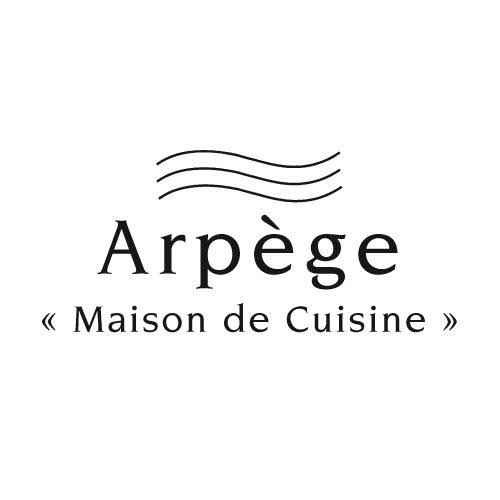 Arpège
« Maison de Cuisine »